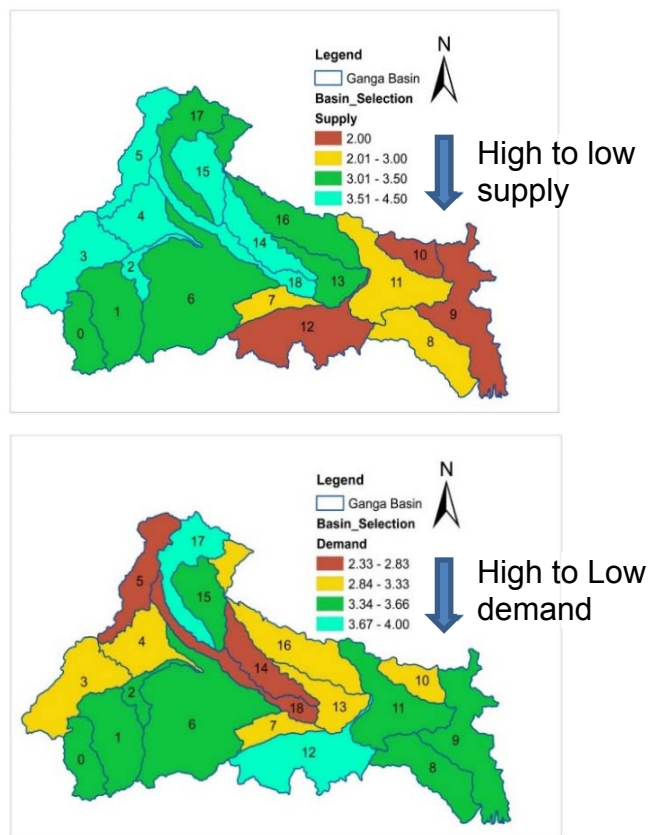 N
Legend
Ganga Basin
Basin_Selection
Supply
2.00
2.01 - 3.00
3.01 - 3.50
3.51 - 4.50
High to low
supply
17
5
15
4
16
3
14
10
2
11
18
13
1
6
7
9
0
12
8
N
Legend
Ganga Basin
Basin_Selection
Demand
2.33 - 2.83
2.84 - 3.33
3.34 - 3.66
3.67 - 4.00
High to Low
demand
17
5
15
4
16
3
14
10
2
18
13
11
1
6
7
9
0
12
8